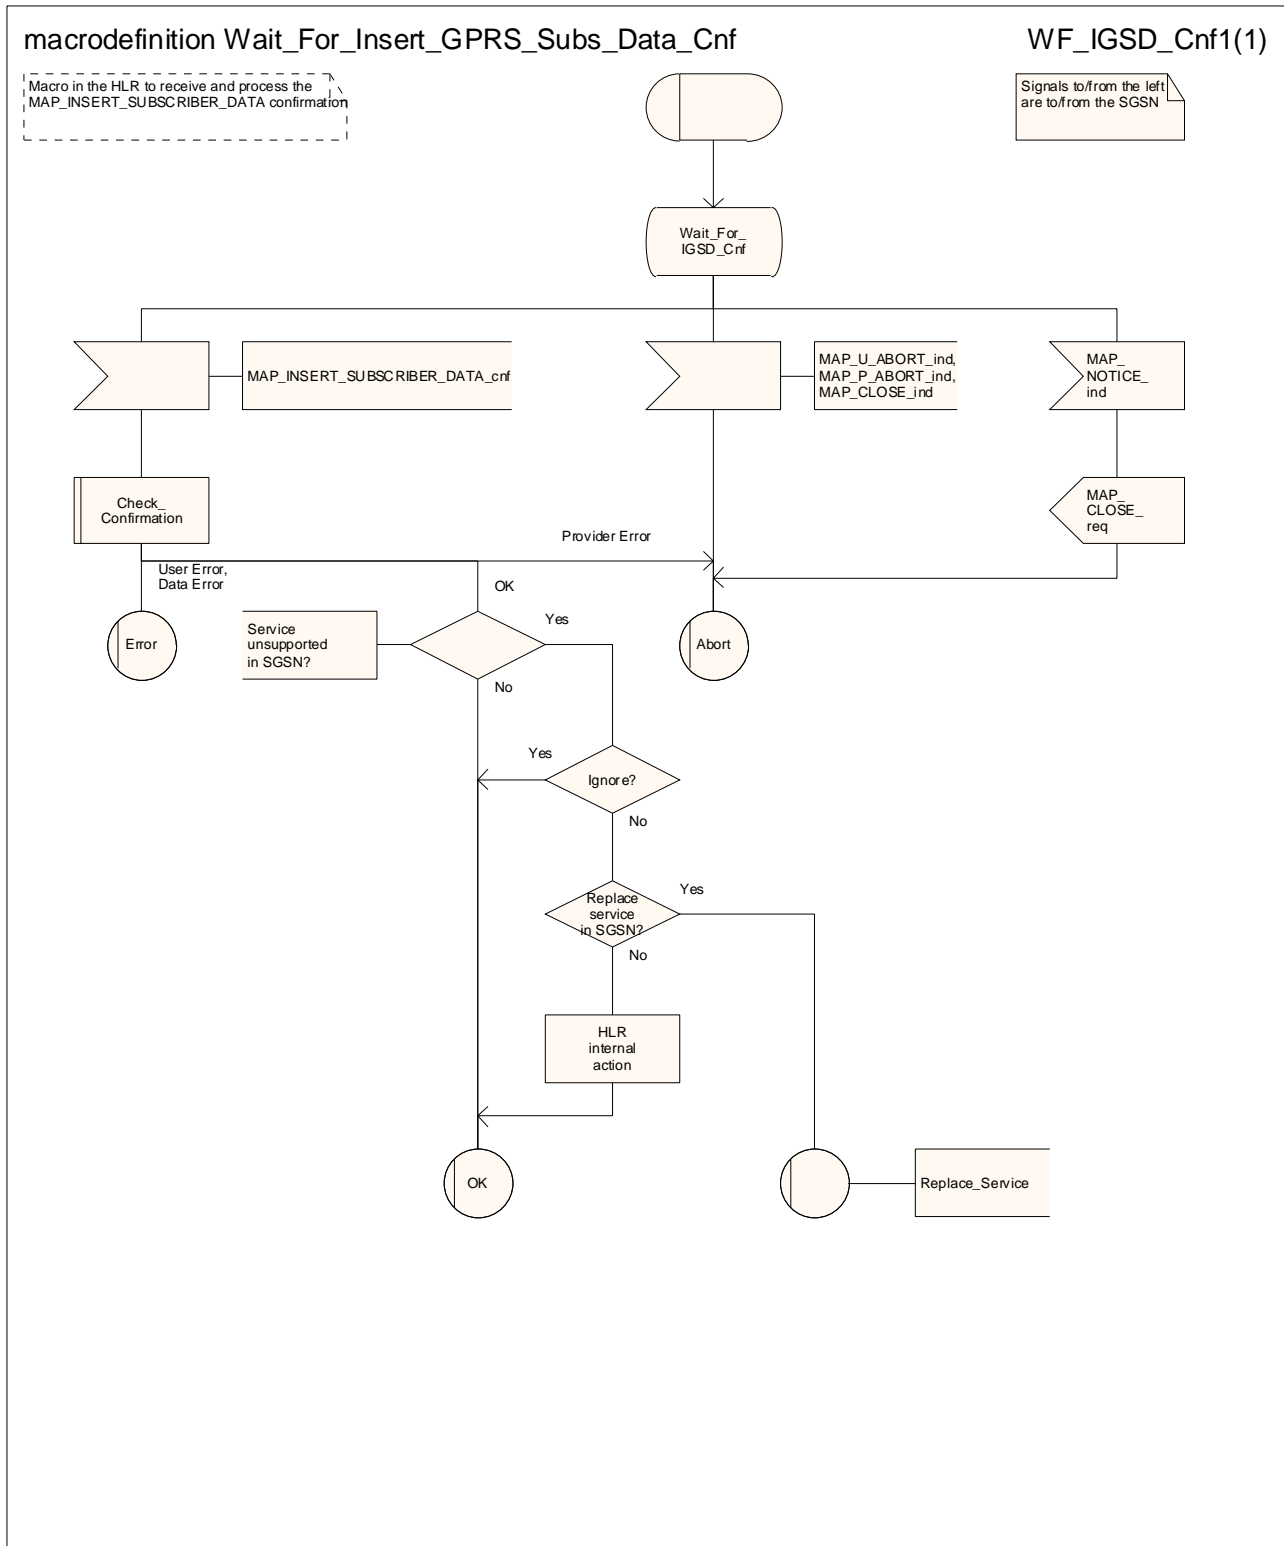 macrodefinition Wait_For_Insert_GPRS_Subs_Data_Cnf
WF_IGSD_Cnf1(1)
Macro in the HLR to receive and process the
MAP_INSERT_SUBSCRIBER_DATA confirmation
Signals to/from the left
are to/from the SGSN
Wait_For_
IGSD_Cnf
MAP_INSERT_SUBSCRIBER_DATA_cnf
MAP_U_ABORT_ind,
MAP_P_ABORT_ind,
MAP_CLOSE_ind
MAP_
NOTICE_
ind
Check_
Confirmation
MAP_
CLOSE_
req
Provider Error
User Error,
Data Error
OK
Error
Service
unsupported
in SGSN?
Yes
Abort
No
Yes
Ignore?
No
Replace
service
in SGSN?
Yes
No
HLR
internal
action
OK
Replace_Service